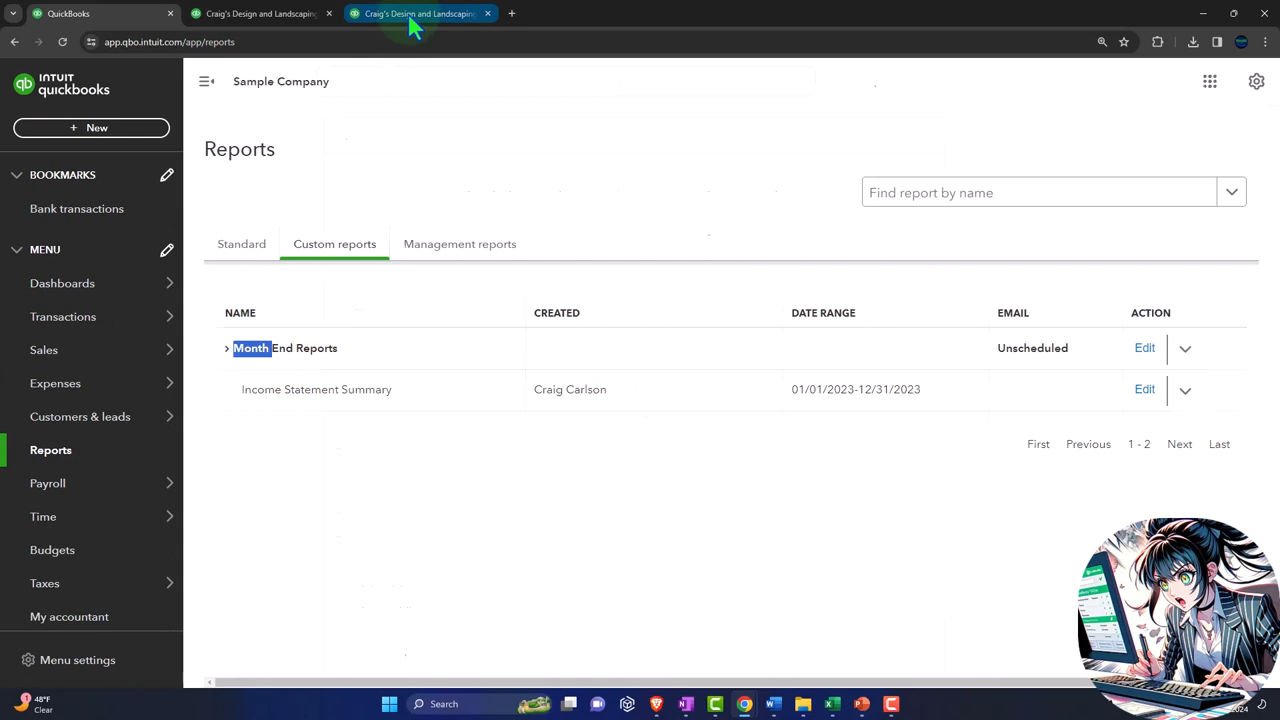 QuickBooks
Craig's Design and Landscaping
Craig's Design and Landscaping
app.qbo.intuit.com/app/reports
INTUIT
quickbooks
Sample Company
+ New
Reports
BOOKMARKS
Find report by name
Bank transactions
Standard
Custom reports
Management reports
MENU
Dashboards
NAME
CREATED
DATE RANGE
EMAIL
ACTION
Transactions
Month End Reports
Unscheduled
Edit
Sales
Expenses
Income Statement Summary
Craig Carlson
01/01/2023-12/31/2023
Edit
Customers & leads
First
Previous
1 - 2
Next
Last
Reports
Payroll
Time
Budgets
Taxes
My accountant
Menu settings
48°F
Clear
Search
2024